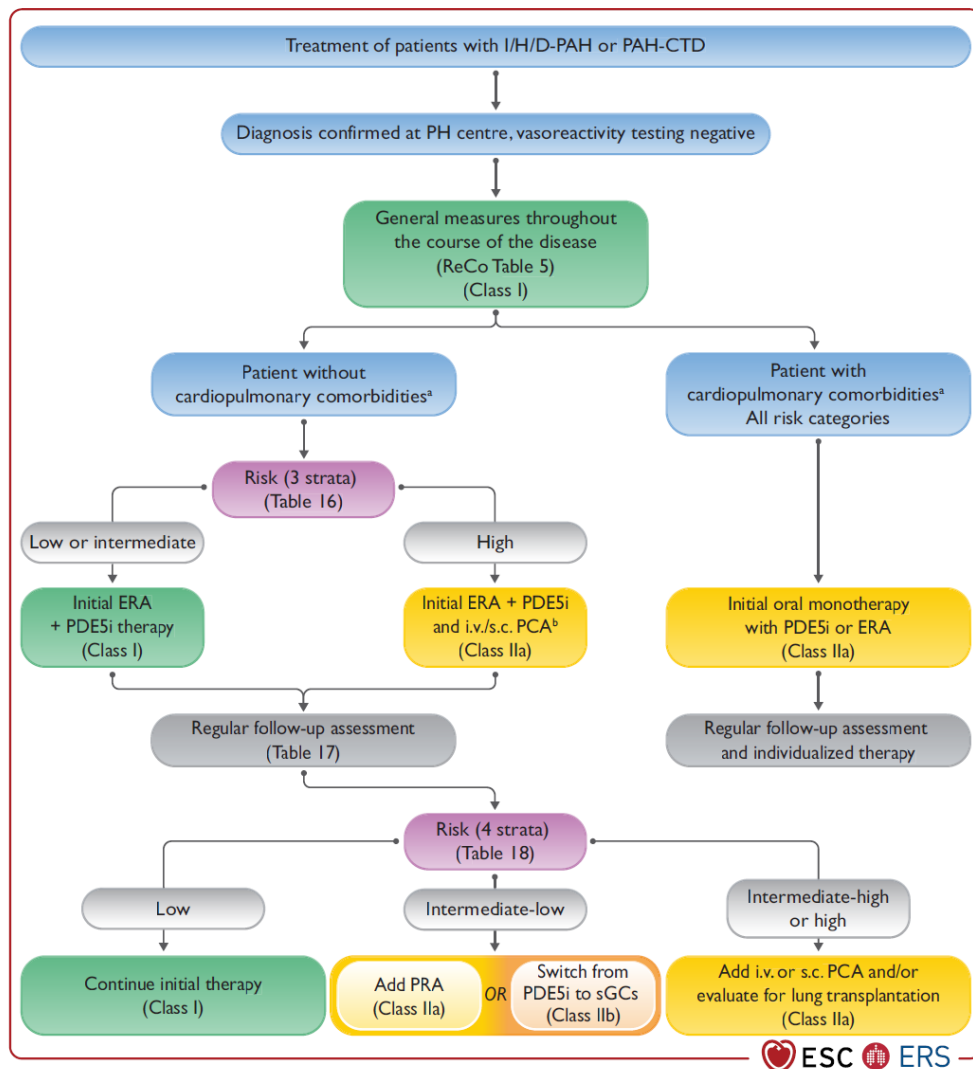 Treatment of patients with I/H/D-PAH or PAH-CTD
Diagnosis confirmed at PH centre, vasoreactivity testing negative
General measures throughout
the course of the disease
(ReCo Table 5)
(Class I)
Patient without
cardiopulmonary comorbiditiesᵃ
Patient with
cardiopulmonary comorbiditiesᵃ
All risk categories
Risk (3 strata)
(Table 16)
Low or intermediate
High
Initial ERA
+ PDE5i therapy
(Class I)
Initial ERA + PDE5i
and i.v./s.c. PCAᵇ
(Class IIa)
Initial oral monotherapy
with PDE5i or ERA
(Class IIa)
Regular follow-up assessment
(Table 17)
Regular follow-up assessment
and individualized therapy
Risk (4 strata)
(Table 18)
Low
Intermediate-low
Intermediate-high
or high
Continue initial therapy
(Class I)
Add PRA
(Class IIa)
OR
Switch from
PDE5i to sGCs
(Class IIb)
Add i.v. or s.c. PCA and/or
evaluate for lung transplantation
(Class IIa)
ESC ERS